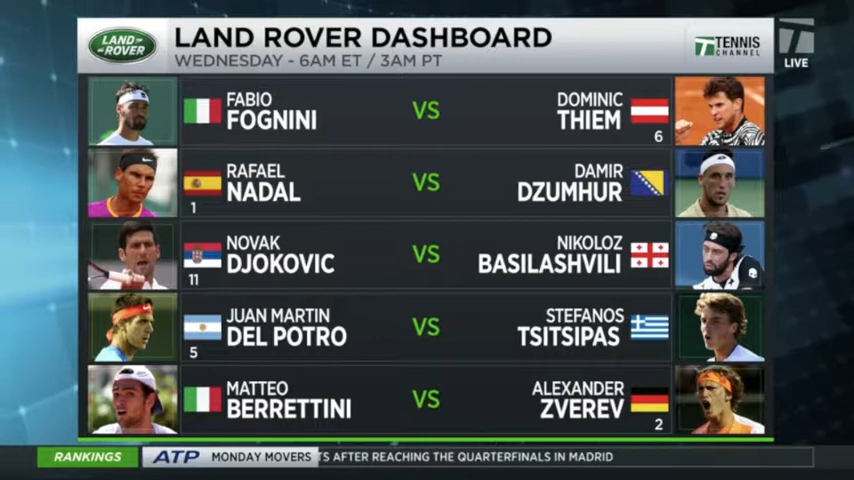 LAND ROVER
LAND ROVER DASHBOARD
WEDNESDAY - 6AM ET / 3AM PT
TENNIS
CHANNEL
T
LIVE
FABIO
FOGNINI
VS
DOMINIC
THIEM
6
RAFAEL
NADAL
1
VS
DAMIR
DZUMHUR
NOVAK
DJOKOVIC
11
VS
NIKOLOZ
BASILASHVILI
JUAN MARTIN
DEL POTRO
5
VS
STEFANOS
TSITSIPAS
MATTEO
BERRETTINI
VS
ALEXANDER
ZVEREV
2
RANKINGS ATP MONDAY MOVERS TS AFTER REACHING THE QUARTERFINALS IN MADRID